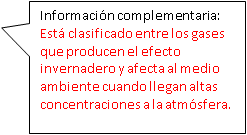 Información complementaria:
Está clasificado entre los gases
que producen el efecto
invernadero y afecta al medio
ambiente cuando llegan altas
concentraciones a la atmósfera.